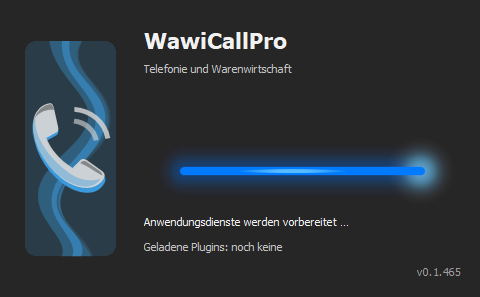 WawiCallPro
Telefonie und Warenwirtschaft
Anwendungsdienste werden vorbereitet ...
Geladene Plugins: noch keine
v0.1.465